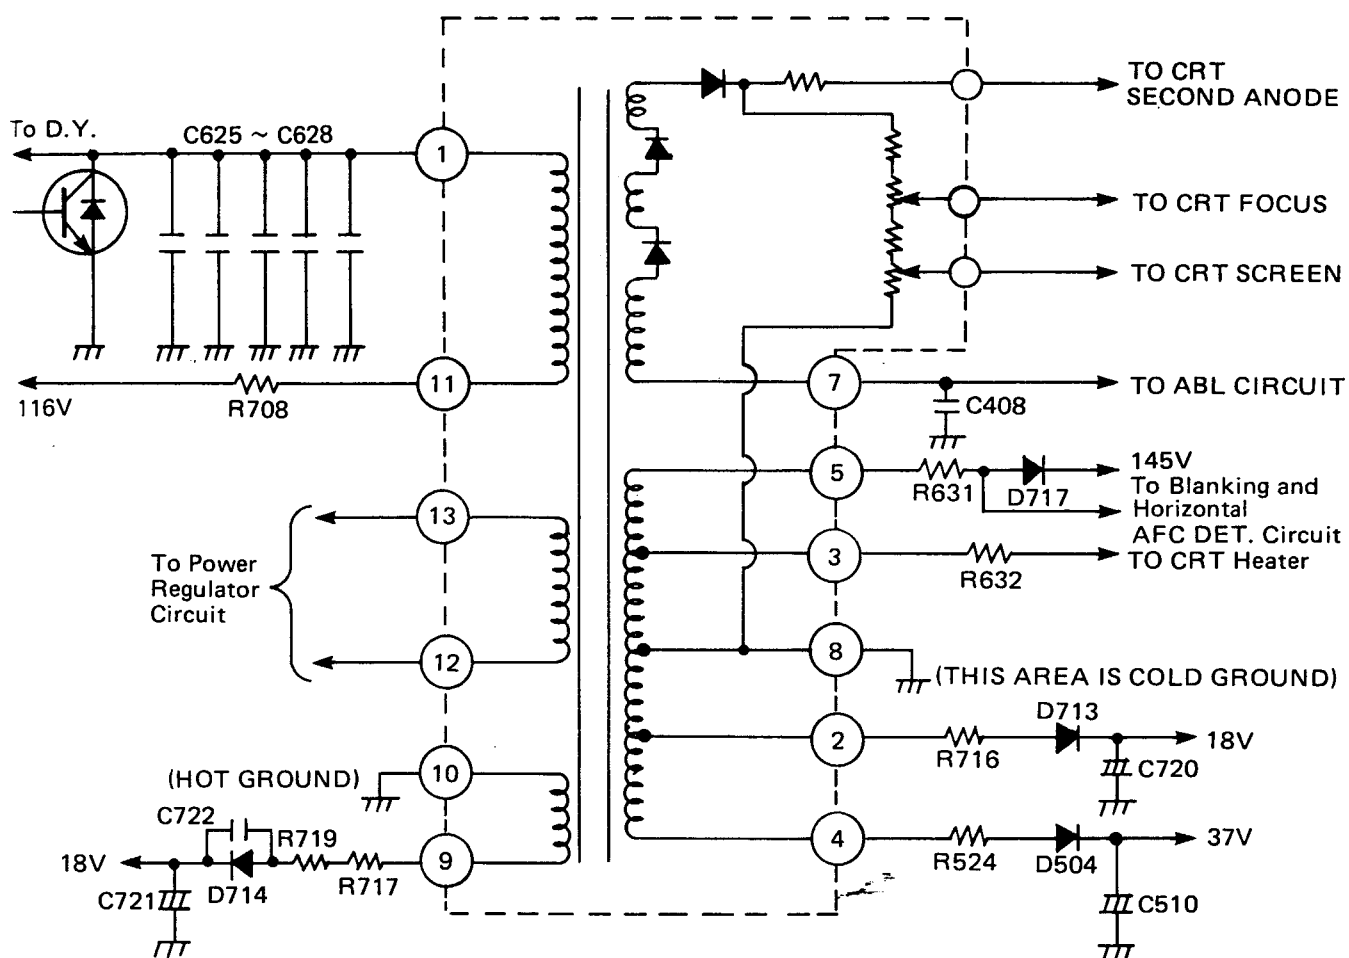 TO CRT
SECOND ANODE
To D.Y.
C625 ~ C628
1
TO CRT FOCUS
TO CRT SCREEN
11
116V
R708
7
TO ABL CIRCUIT
C408
5
R631
D717
145V
To Blanking and
Horizontal
AFC DET. Circuit
13
3
R632
TO CRT Heater
To Power
Regulator
Circuit
12
8
(THIS AREA IS COLD GROUND)
2
R716
D713
18V
C720
(HOT GROUND)
10
C722
R719
18V
D714
R717
9
C721
4
R524
D504
37V
C510